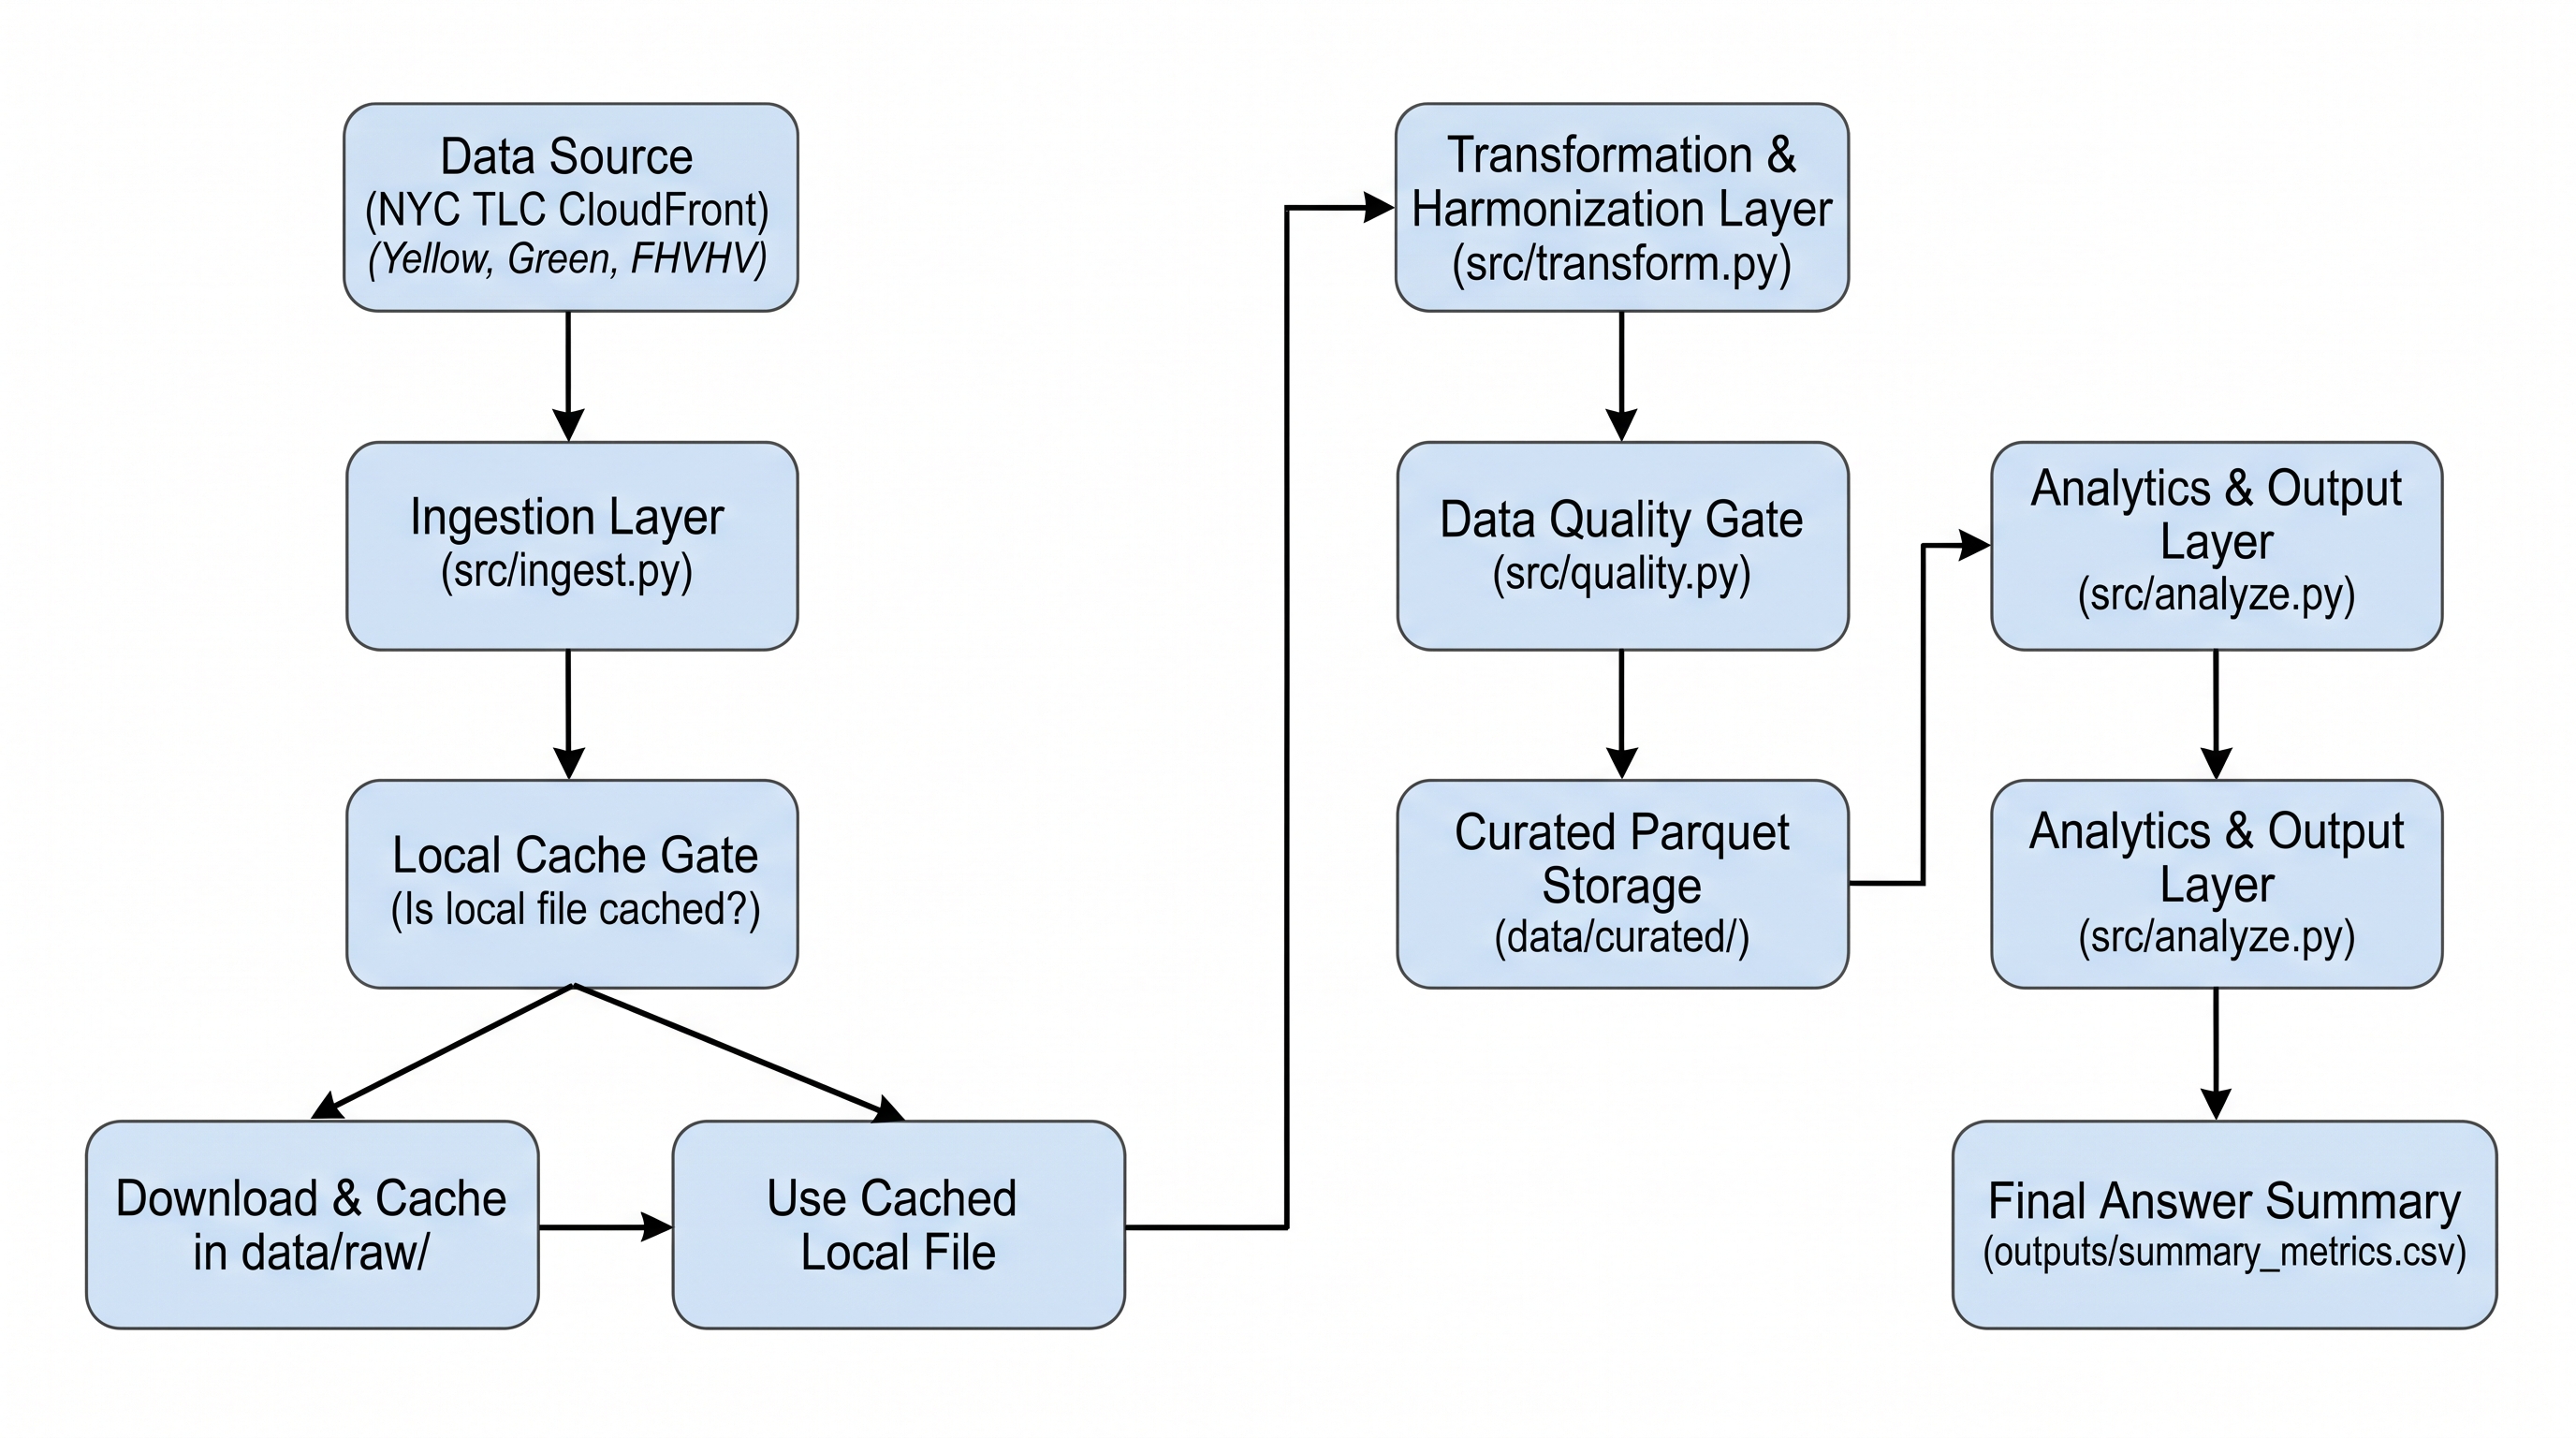 Data Source
(NYC TLC CloudFront)
(Yellow, Green, FHVHV)
Ingestion Layer
(src/ingest.py)
Local Cache Gate
(Is local file cached?)
Download & Cache
in data/raw/
Use Cached
Local File
Transformation &
Harmonization Layer
(src/transform.py)
Data Quality Gate
(src/quality.py)
Curated Parquet
Storage
(data/curated/)
Analytics & Output
Layer
(src/analyze.py)
Analytics & Output
Layer
(src/analyze.py)
Final Answer Summary
(outputs/summary_metrics.csv)